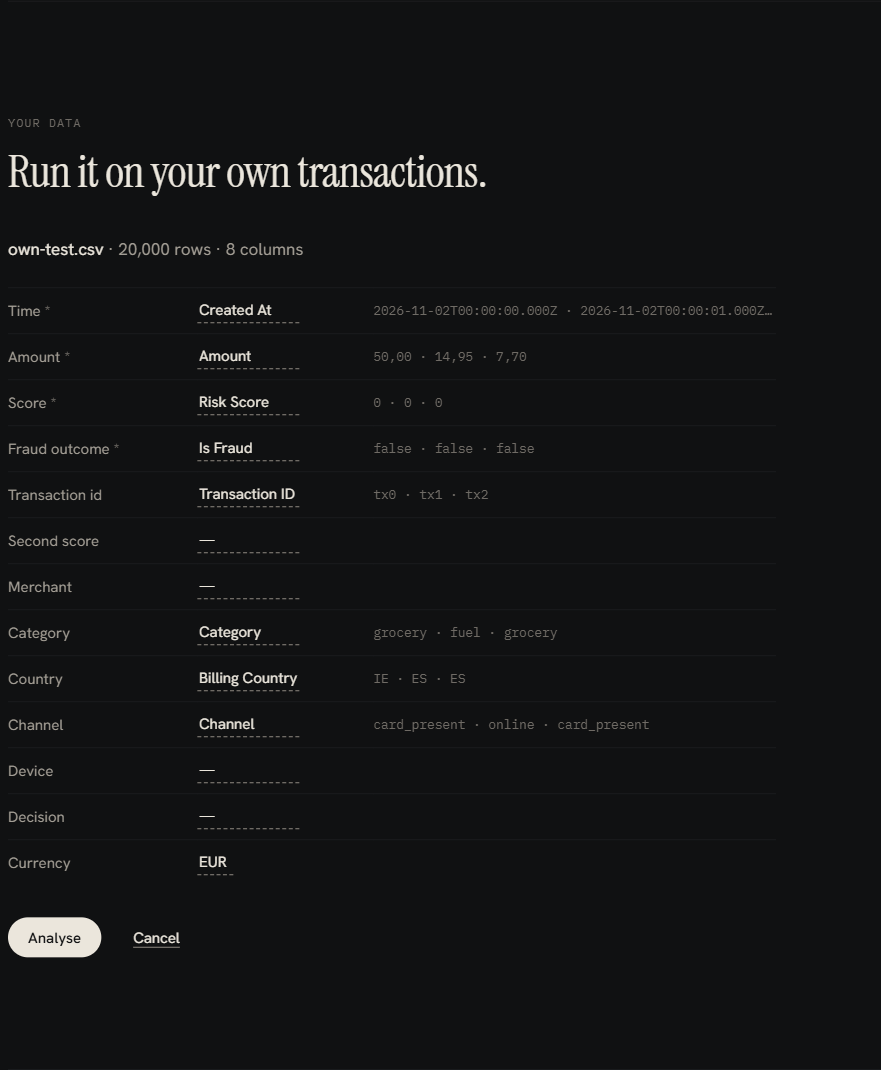 YOUR DATA
Run it on your own transactions.
own-test.csv · 20,000 rows · 8 columns
Time * Created At 2026-11-02T00:00:00.000Z · 2026-11-02T00:00:01.000Z…
Amount * Amount 50,00 · 14,95 · 7,70
Score * Risk Score 0 · 0 · 0
Fraud outcome * Is Fraud false · false · false
Transaction id Transaction ID tx0 · tx1 · tx2
Second score —
Merchant —
Category Category grocery · fuel · grocery
Country Billing Country IE · ES · ES
Channel Channel card_present · online · card_present
Device —
Decision —
Currency EUR
Analyse Cancel